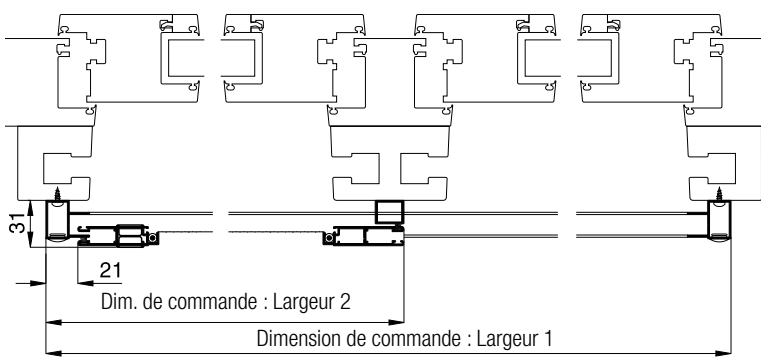 31
21
Dim. de commande : Largeur 2
Dimension de commande : Largeur 1